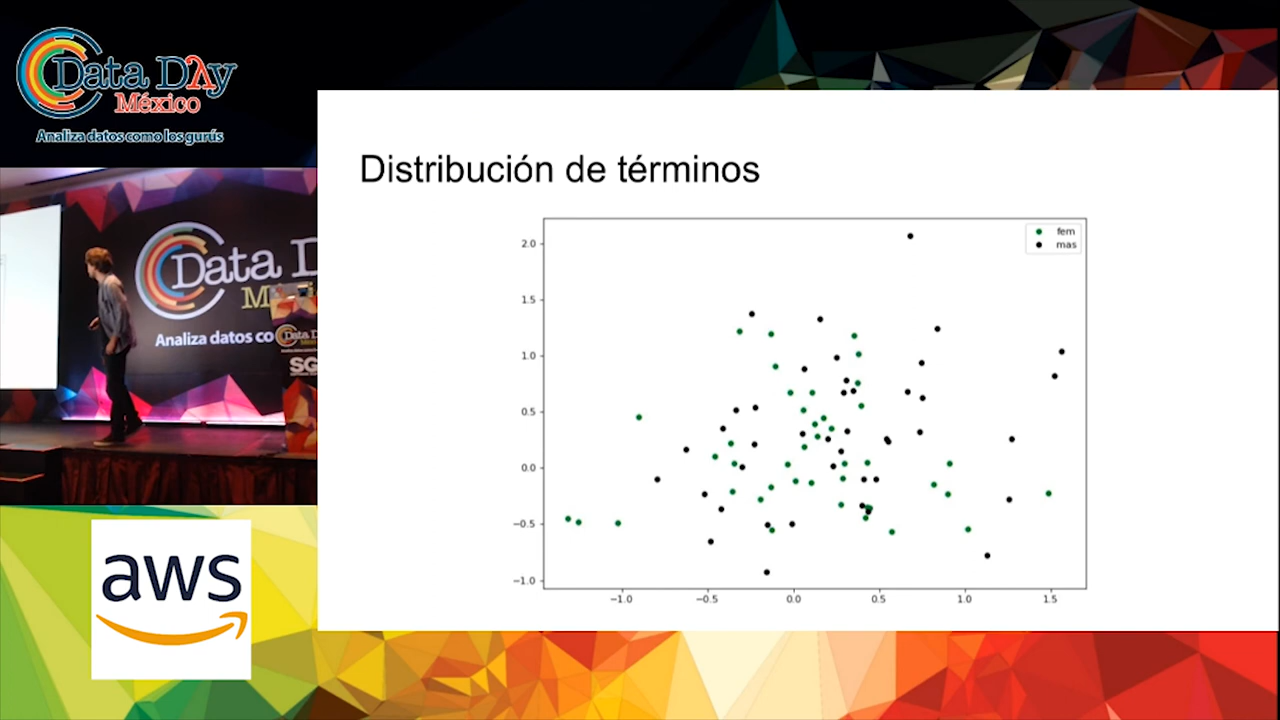 Data Day
México
Analiza datos como los gurús
Distribución de términos
fem
mas
2.0
1.5
1.0
0.5
0.0
−0.5
−1.0
−1.0
−0.5
0.0
0.5
1.0
1.5
Data D
Analiza datos co
Data D
SG
aws